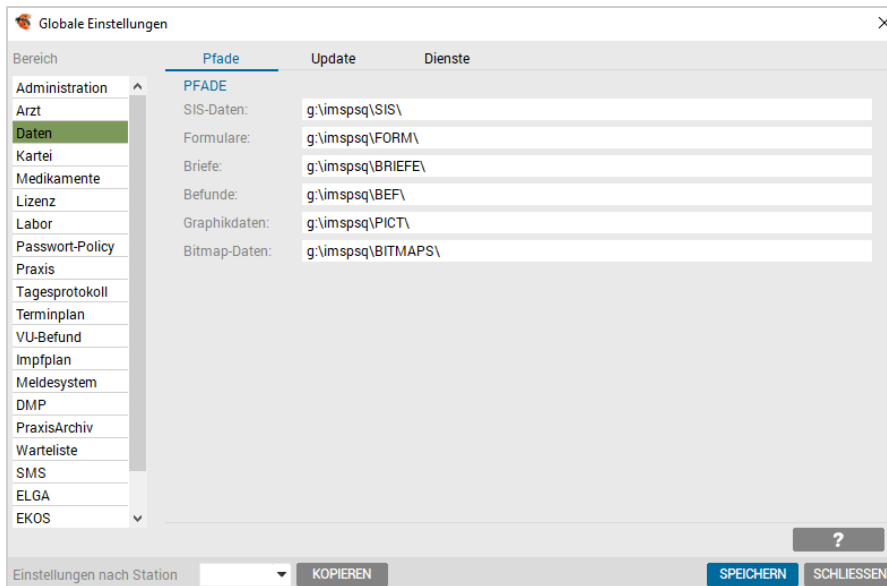 Globale Einstellungen
Bereich
Pfade Update Dienste
Administration
Arzt
Daten
Kartei
Medikamente
Lizenz
Labor
Passwort-Policy
Praxis
Tagesprotokoll
Terminplan
VU-Befund
Impfplan
Meldesystem
DMP
PraxisArchiv
Warteliste
SMS
ELGA
EKOS
PFADE
SIS-Daten: g:\imspsq\SIS\
Formulare: g:\imspsq\FORM\
Briefe: g:\imspsq\BRIEFE\
Befunde: g:\imspsq\BEF\
Graphikdaten: g:\imspsq\PICT\
Bitmap-Daten: g:\imspsq\BITMAPS\
?
Einstellungen nach Station KOPIEREN SPEICHERN SCHLIESSEN